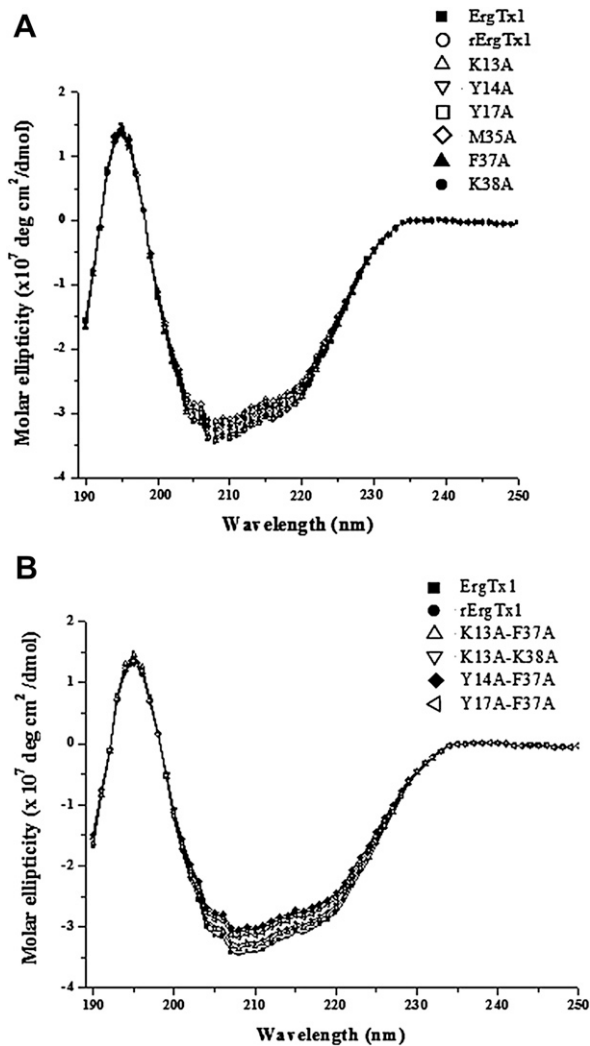 A
ErgTx1
rErgTx1
K13A
Y14A
Y17A
M35A
F37A
K38A
Molar ellipticity (x10⁷ deg cm²/dmol)
2
1
0
-1
-2
-3
-4
190 200 210 220 230 240 250
Wavelength (nm)
B
ErgTx1
rErgTx1
K13A-F37A
K13A-K38A
Y14A-F37A
Y17A-F37A
Molar ellipticity (x 10⁷ deg cm²/dmol)
2
1
0
-1
-2
-3
-4
190 200 210 220 230 240 250
Wavelength (nm)